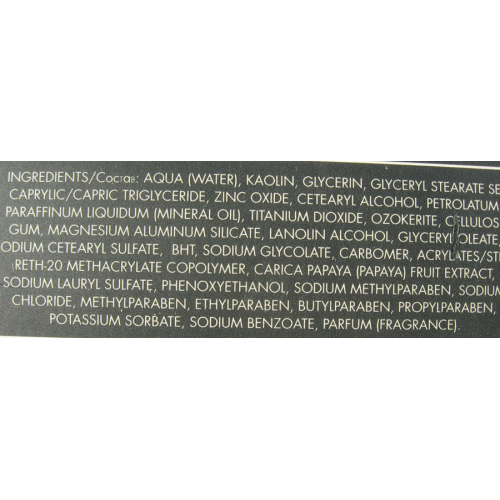 INGREDIENTS/Состав: AQUA (WATER), KAOLIN, GLYCERIN, GLYCERYL STEARATE SE
CAPRYLIC/CAPRIC TRIGLYCERIDE, ZINC OXIDE, CETEARYL ALCOHOL, PETROLATUM
PARAFFINUM LIQUIDUM (MINERAL OIL), TITANIUM DIOXIDE, OZOKERITE, CELLULOS
GUM, MAGNESIUM ALUMINUM SILICATE, LANOLIN ALCOHOL, GLYCERYL OLEATE
ODIUM CETEARYL SULFATE, BHT, SODIUM GLYCOLATE, CARBOMER, ACRYLATES/STE
RETH-20 METHACRYLATE COPOLYMER, CARICA PAPAYA (PAPAYA) FRUIT EXTRACT,
SODIUM LAURYL SULFATE, PHENOXYETHANOL, SODIUM METHYLPARABEN, SODIUM
CHLORIDE, METHYLPARABEN, ETHYLPARABEN, BUTYLPARABEN, PROPYLPARABEN,
POTASSIUM SORBATE, SODIUM BENZOATE, PARFUM (FRAGRANCE).